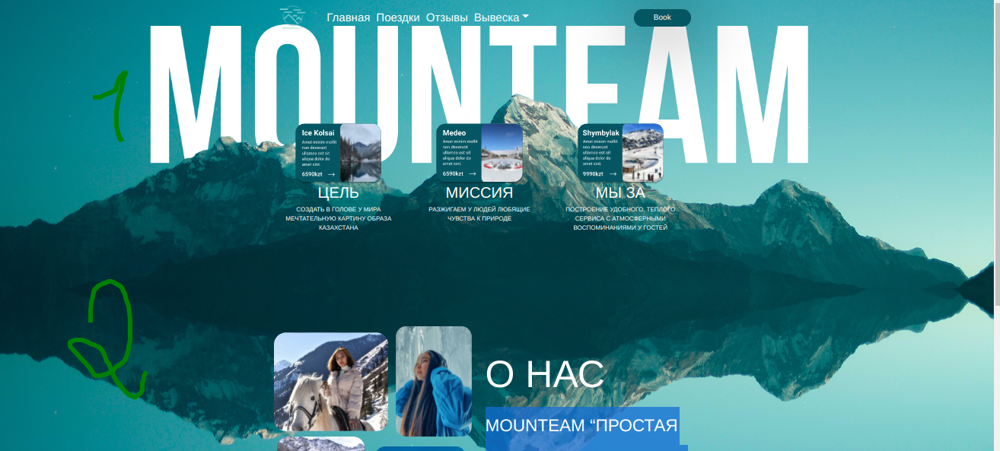 Главная Поездки Отзывы Вывеска Book
MOUNTEAM
1
Ice Kolsai
Amet minim mollit
non deserunt
ullamco est sit
aliqua dolor do
amet sint.
6590kzt →
Medeo
Amet minim mollit
non deserunt
ullamco est sit
aliqua dolor do
amet sint.
6590kzt →
Shymbylak
Amet minim mollit
non deserunt
ullamco est sit
aliqua dolor do
amet sint.
9990kzt →
ЦЕЛЬ
СОЗДАТЬ В ГОЛОВЕ У МИРА
МЕЧТАТЕЛЬНУЮ КАРТИНУ ОБРАЗА
КАЗАХСТАНА
МИССИЯ
РАЗЖИГАЕМ У ЛЮДЕЙ ЛЮБЯЩИЕ
ЧУВСТВА К ПРИРОДЕ
МЫ ЗА
ПОСТРОЕНИЕ УДОБНОГО, ТЕПЛОГО
СЕРВИСА С АТМОСФЕРНЫМИ
ВОСПОМИНАНИЯМИ У ГОСТЕЙ
2
О НАС
MOUNTEAM “ПРОСТАЯ